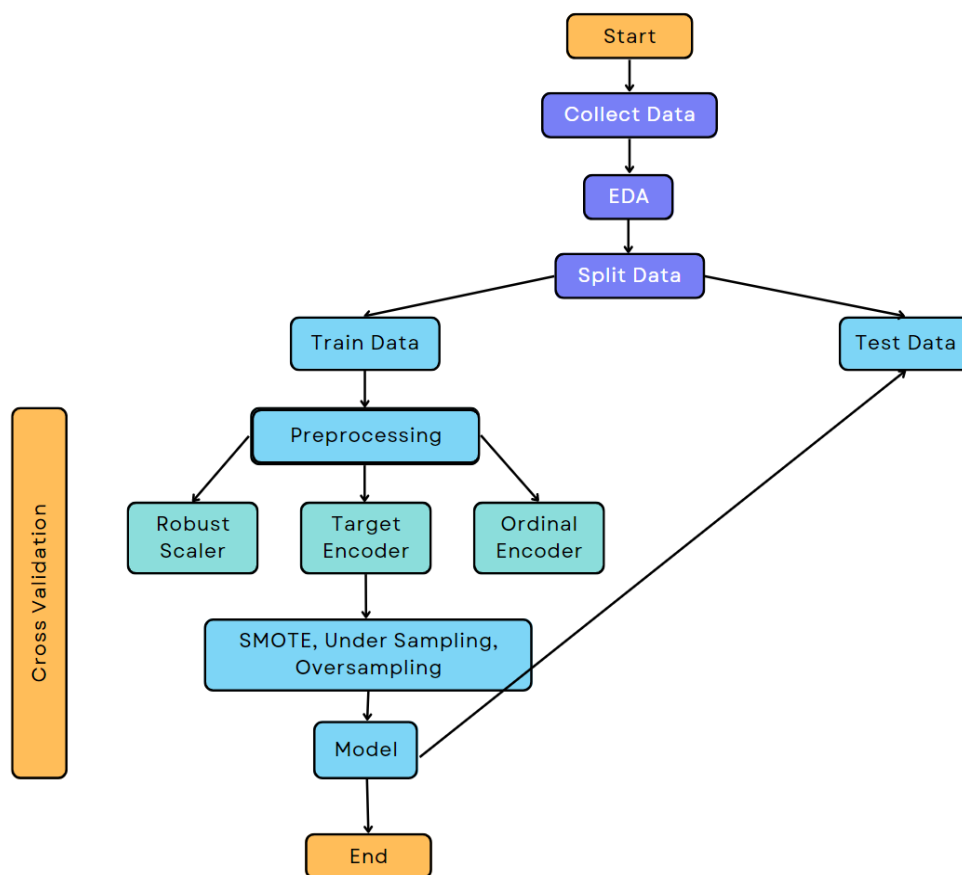 Start
Collect Data
EDA
Split Data
Train Data
Test Data
Preprocessing
Robust
Scaler
Target
Encoder
Ordinal
Encoder
Cross Validation
SMOTE, Under Sampling,
Oversampling
Model
End